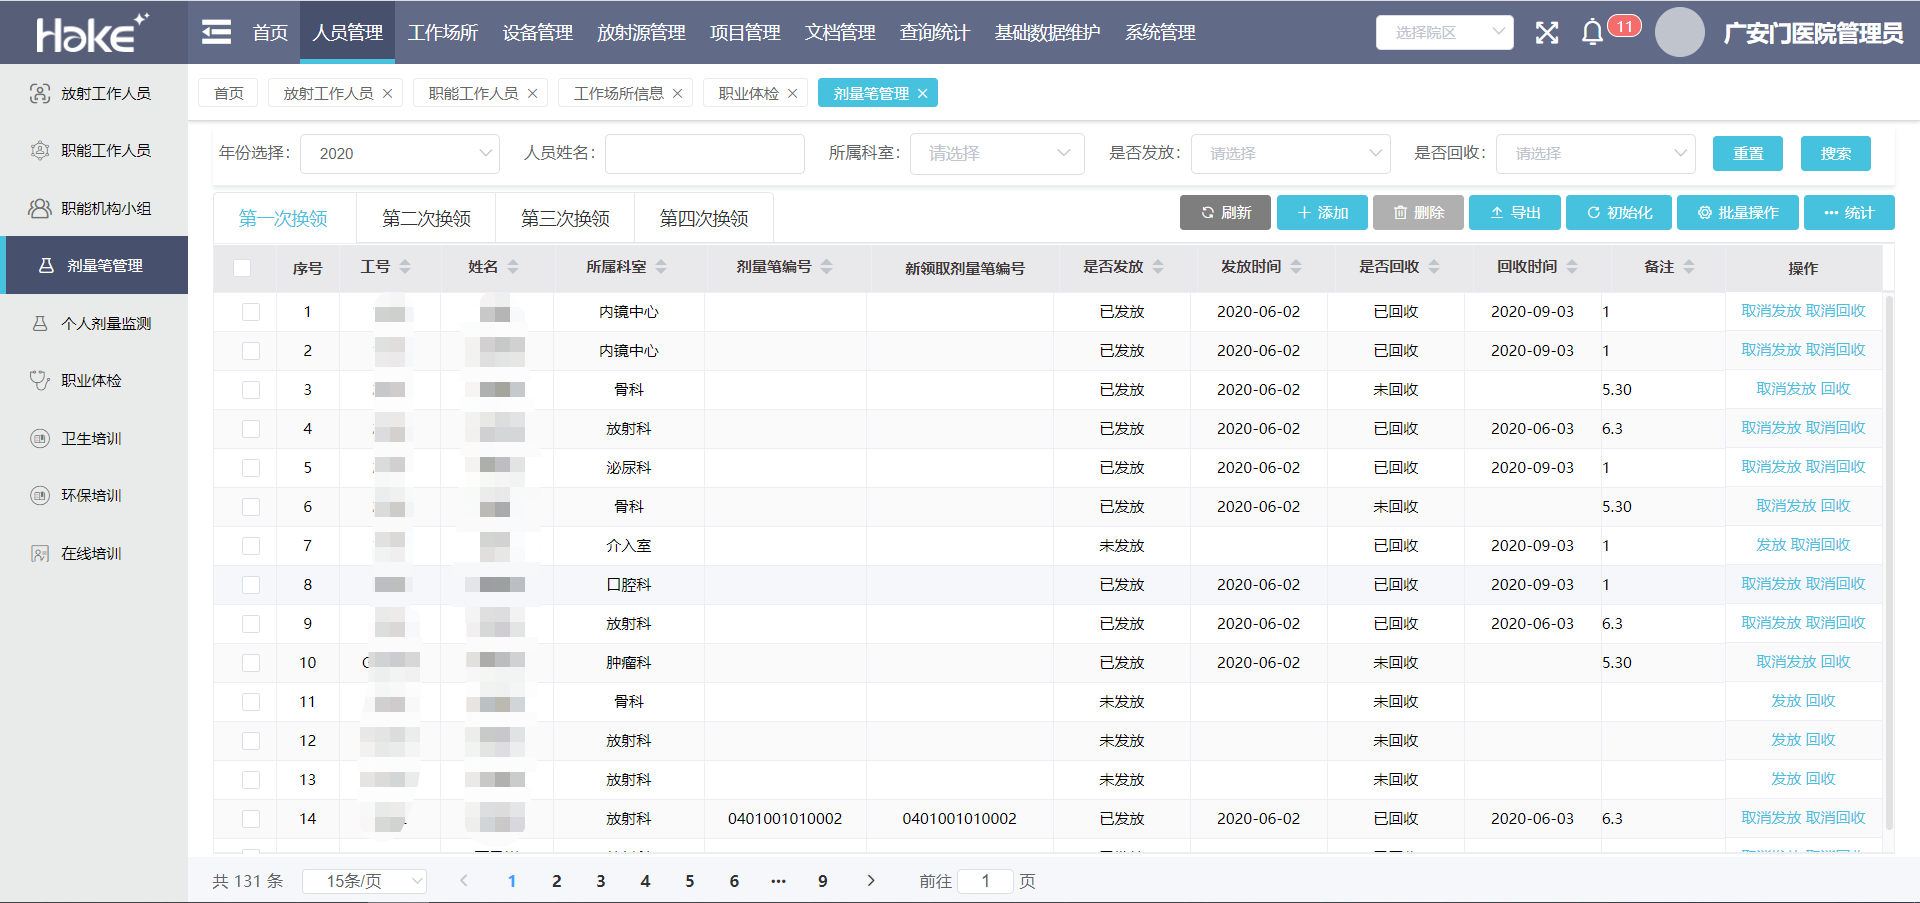 Hake
首页 人员管理 工作场所 设备管理 放射源管理 项目管理 文档管理 查询统计 基础数据维护 系统管理 选择院区 11 广安门医院管理员
放射工作人员
职能工作人员
职能机构小组
剂量笔管理
个人剂量监测
职业体检
卫生培训
环保培训
在线培训
首页 放射工作人员 职能工作人员 工作场所信息 职业体检 剂量笔管理
年份选择: 2020 人员姓名: 所属科室: 请选择 是否发放: 请选择 是否回收: 请选择 重置 搜索
第一次换领 第二次换领 第三次换领 第四次换领 刷新 添加 删除 导出 初始化 批量操作 统计
序号 工号 姓名 所属科室 剂量笔编号 新领取剂量笔编号 是否发放 发放时间 是否回收 回收时间 备注 操作
1 内镜中心 已发放 2020-06-02 已回收 2020-09-03 1 取消发放 取消回收
2 内镜中心 已发放 2020-06-02 已回收 2020-09-03 1 取消发放 取消回收
3 骨科 已发放 2020-06-02 未回收 5.30 取消发放 回收
4 放射科 已发放 2020-06-02 已回收 2020-06-03 6.3 取消发放 取消回收
5 泌尿科 已发放 2020-06-02 已回收 2020-09-03 1 取消发放 取消回收
6 骨科 已发放 2020-06-02 未回收 5.30 取消发放 回收
7 介入室 未发放 已回收 2020-09-03 1 发放 取消回收
8 口腔科 已发放 2020-06-02 已回收 2020-09-03 1 取消发放 取消回收
9 放射科 已发放 2020-06-02 已回收 2020-06-03 6.3 取消发放 取消回收
10 肿瘤科 已发放 2020-06-02 未回收 5.30 取消发放 回收
11 骨科 未发放 未回收 发放 回收
12 放射科 未发放 未回收 发放 回收
13 放射科 未发放 未回收 发放 回收
14 放射科 0401001010002 0401001010002 已发放 2020-06-02 已回收 2020-06-03 6.3 取消发放 取消回收
共 131 条 15条/页 1 2 3 4 5 6 ··· 9 前往 1 页